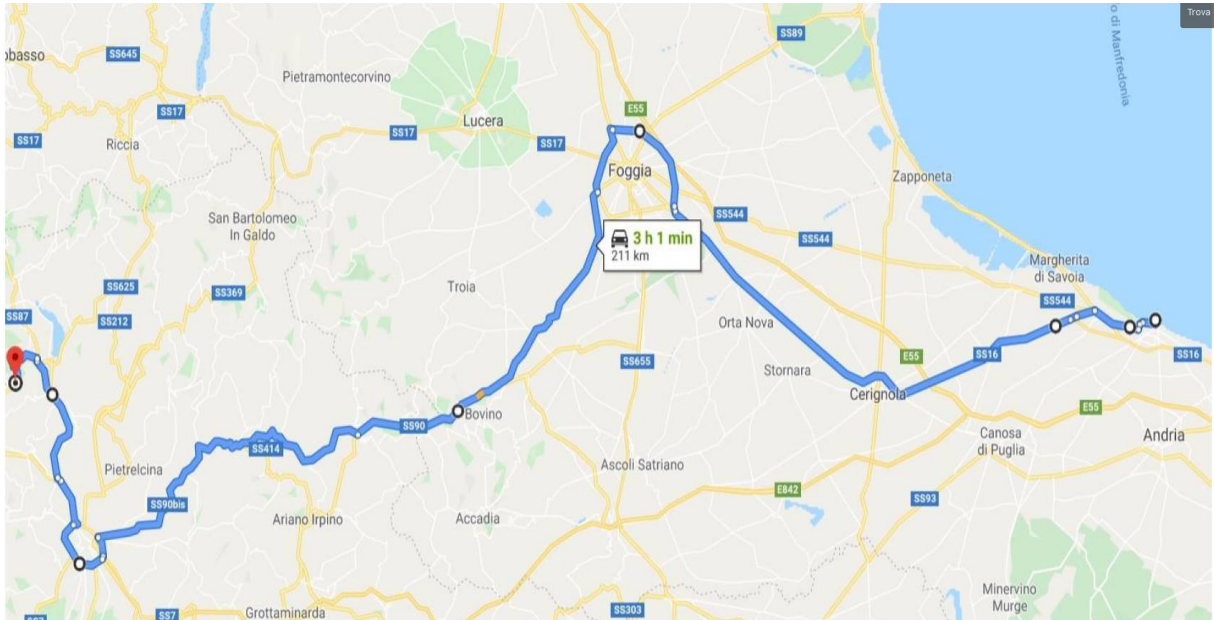 Trova
SS89
o di Manfredonia
obasso
SS645
Pietramontecorvino
E55
SS17
Lucera
SS17
SS17
SS17
Riccia
Foggia
Zapponeta
San Bartolomeo
In Galdo
SS544
SS544
3 h 1 min
211 km
Margherita
di Savoia
SS625
Troia
SS369
SS544
SS87
SS212
Orta Nova
SS16
SS16
E55
SS655
Stornara
Cerignola
E55
Bovino
SS90
Canosa
di Puglia
Andria
SS414
Pietrelcina
Ascoli Satriano
E842
SS93
SS90bis
Ariano Irpino
Accadia
Minervino
Murge
SS7
SS7
Grottaminarda
SS303